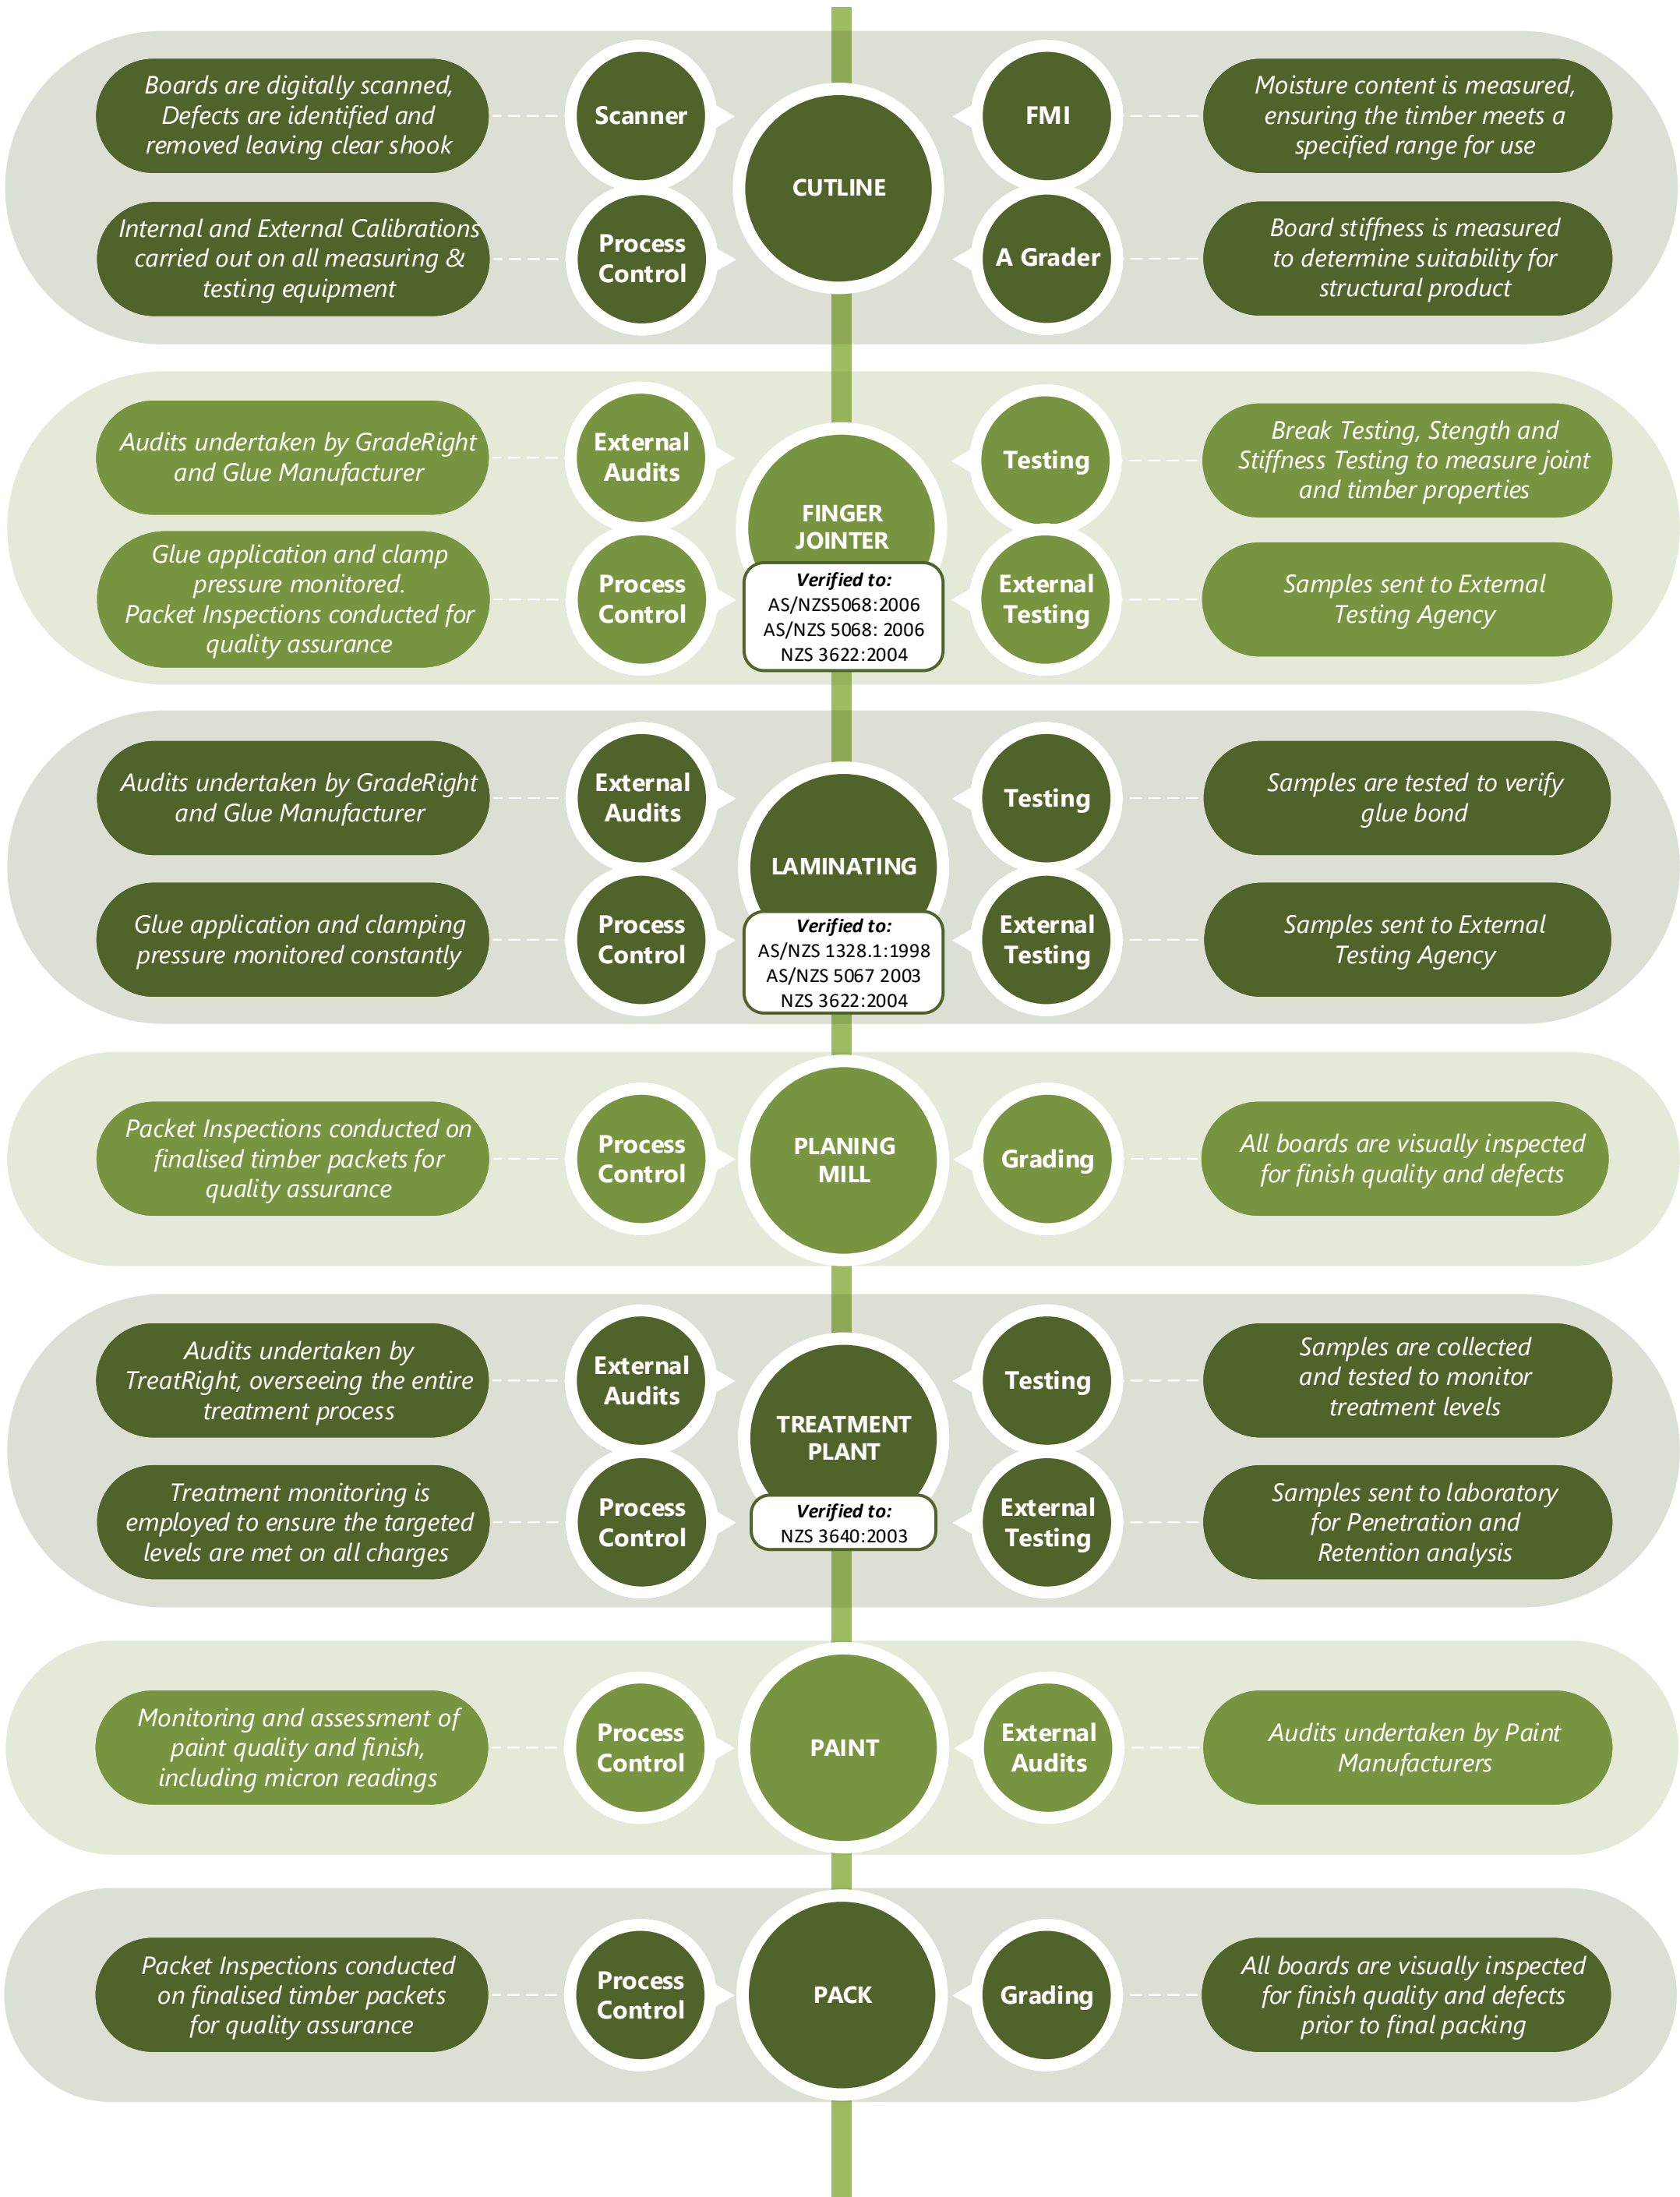 Boards are digitally scanned,
Defects are identified and
removed leaving clear shook
Scanner
CUTLINE
FMI
Moisture content is measured,
ensuring the timber meets a
specified range for use
Internal and External Calibrations
carried out on all measuring &
testing equipment
Process
Control
A Grader
Board stiffness is measured
to determine suitability for
structural product
Audits undertaken by GradeRight
and Glue Manufacturer
External
Audits
FINGER
JOINTER
Testing
Break Testing, Stength and
Stiffness Testing to measure joint
and timber properties
Glue application and clamp
pressure monitored.
Packet Inspections conducted for
quality assurance
Process
Control
Verified to:
AS/NZS5068:2006
AS/NZS 5068: 2006
NZS 3622:2004
External
Testing
Samples sent to External
Testing Agency
Audits undertaken by GradeRight
and Glue Manufacturer
External
Audits
LAMINATING
Testing
Samples are tested to verify
glue bond
Glue application and clamping
pressure monitored constantly
Process
Control
Verified to:
AS/NZS 1328.1:1998
AS/NZS 5067 2003
NZS 3622:2004
External
Testing
Samples sent to External
Testing Agency
Packet Inspections conducted on
finalised timber packets for
quality assurance
Process
Control
PLANING
MILL
Grading
All boards are visually inspected
for finish quality and defects
Audits undertaken by
TreatRight, overseeing the entire
treatment process
External
Audits
TREATMENT
PLANT
Testing
Samples are collected
and tested to monitor
treatment levels
Treatment monitoring is
employed to ensure the targeted
levels are met on all charges
Process
Control
Verified to:
NZS 3640:2003
External
Testing
Samples sent to laboratory
for Penetration and
Retention analysis
Monitoring and assessment of
paint quality and finish,
including micron readings
Process
Control
PAINT
External
Audits
Audits undertaken by Paint
Manufacturers
Packet Inspections conducted
on finalised timber packets
for quality assurance
Process
Control
PACK
Grading
All boards are visually inspected
for finish quality and defects
prior to final packing